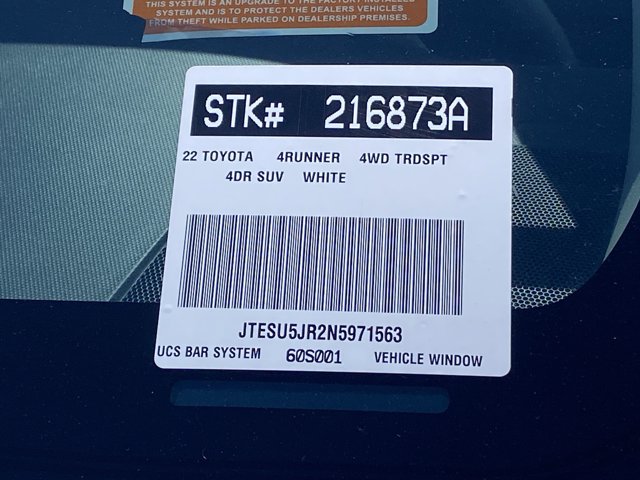 THIS SYSTEM IS AN UPGRADE TO THE FACTORY INSTALLED
SYSTEM AND IS TO PROTECT THE DEALERS VEHICLES
FROM THEFT WHILE PARKED ON DEALERSHIP PREMISES.
STK# 216873A
22 TOYOTA 4RUNNER 4WD TRDSPT
4DR SUV WHITE
JTESU5JR2N5971563
UCS BAR SYSTEM 60S001 VEHICLE WINDOW